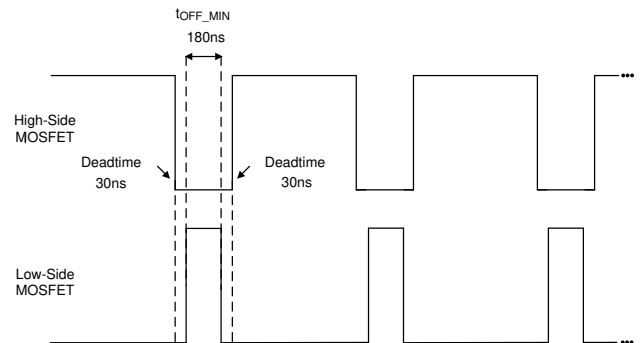 tOFF_MIN
180ns
High-Side
MOSFET
Deadtime
30ns
Deadtime
30ns
Low-Side
MOSFET